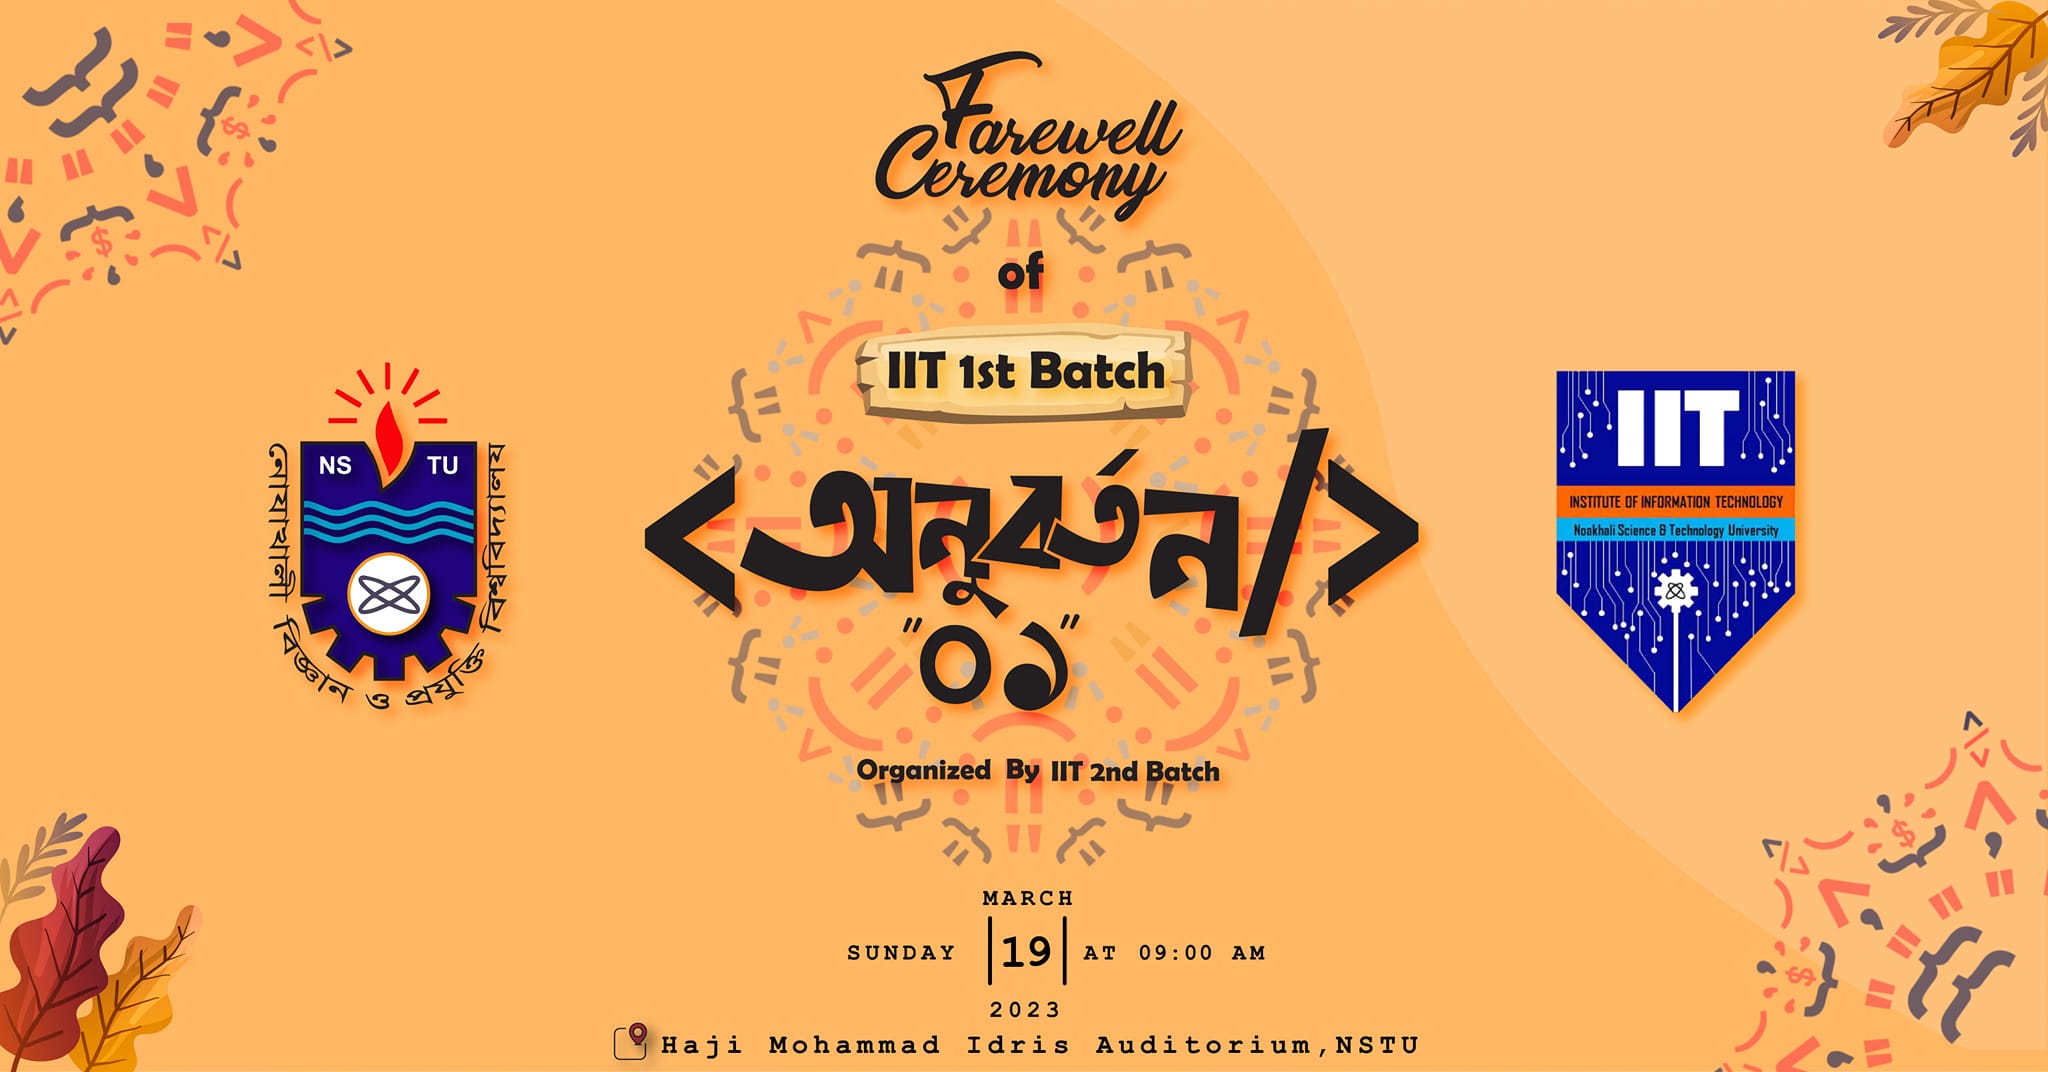 Farewell
Ceremony
of
IIT 1st Batch
<অনুবর্তন/>
"০১"
Organized By IIT 2nd Batch
NS TU
নোয়াখালী বিজ্ঞান ও প্রযুক্তি বিশ্ববিদ্যালয়
IIT
INSTITUTE OF INFORMATION TECHNOLOGY
Noakhali Science & Technology University
MARCH
SUNDAY |19| AT 09:00 AM
2023
Haji Mohammad Idris Auditorium,NSTU